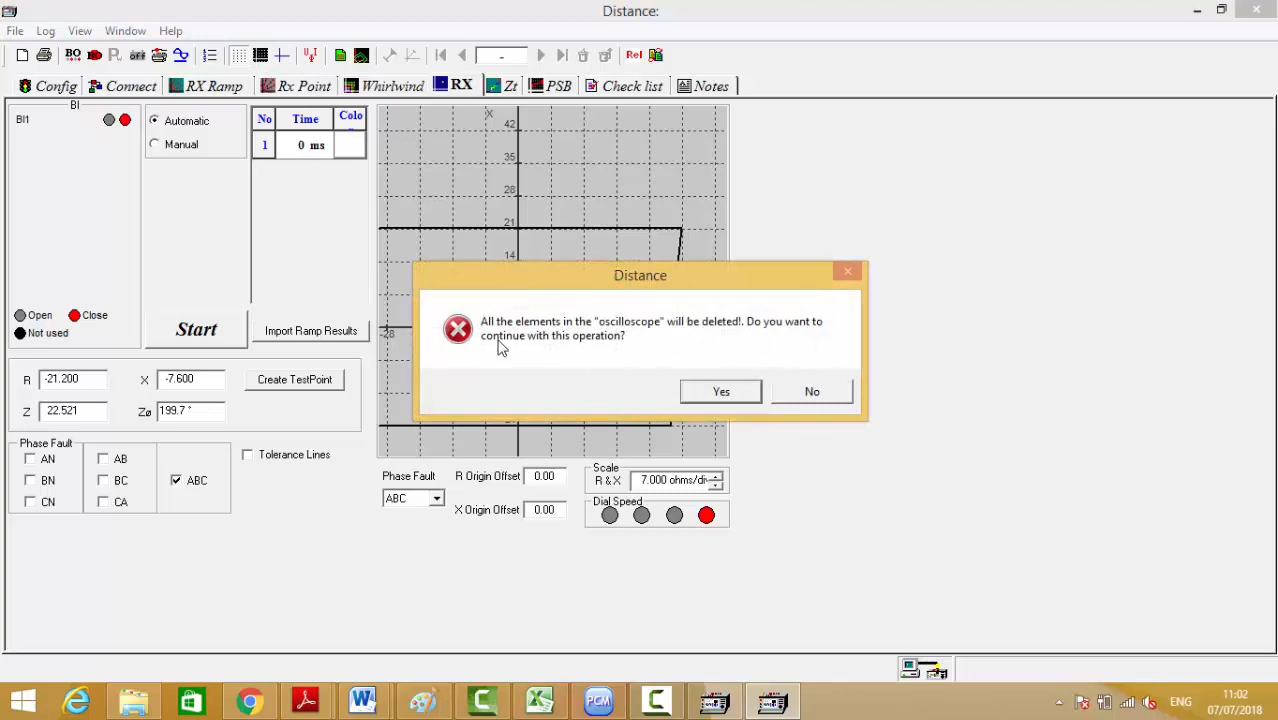 Distance:
File Log View Window Help
BO off - Rel
Config Connect RX Ramp Rx Point Whirlwind RX Zt PSB Check list Notes
BI
BI1
Automatic
Manual
No Time Colo
1 0 ms
Open Close
Not used
Start
Import Ramp Results
X
42
35
28
21
14
-28
Distance
All the elements in the "oscilloscope" will be deleted!. Do you want to
continue with this operation?
Yes No
R -21.200 X -7.600 Create TestPoint
Z 22.521 Zø 199.7 °
Phase Fault
AN AB
BN BC ABC
CN CA
Tolerance Lines
Phase Fault R Origin Offset 0.00
ABC X Origin Offset 0.00
Scale
R & X 7.000 ohms/di
Dial Speed
PCM
ENG
11:02
07/07/2018